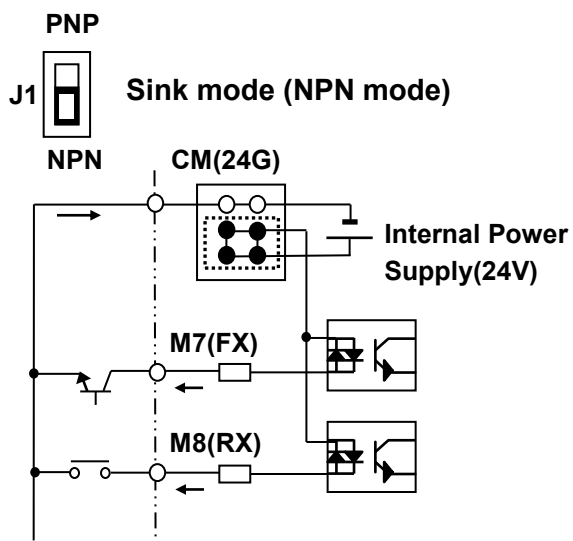 PNP
J1
Sink mode (NPN mode)
NPN
CM(24G)
Internal Power
Supply(24V)
M7(FX)
M8(RX)